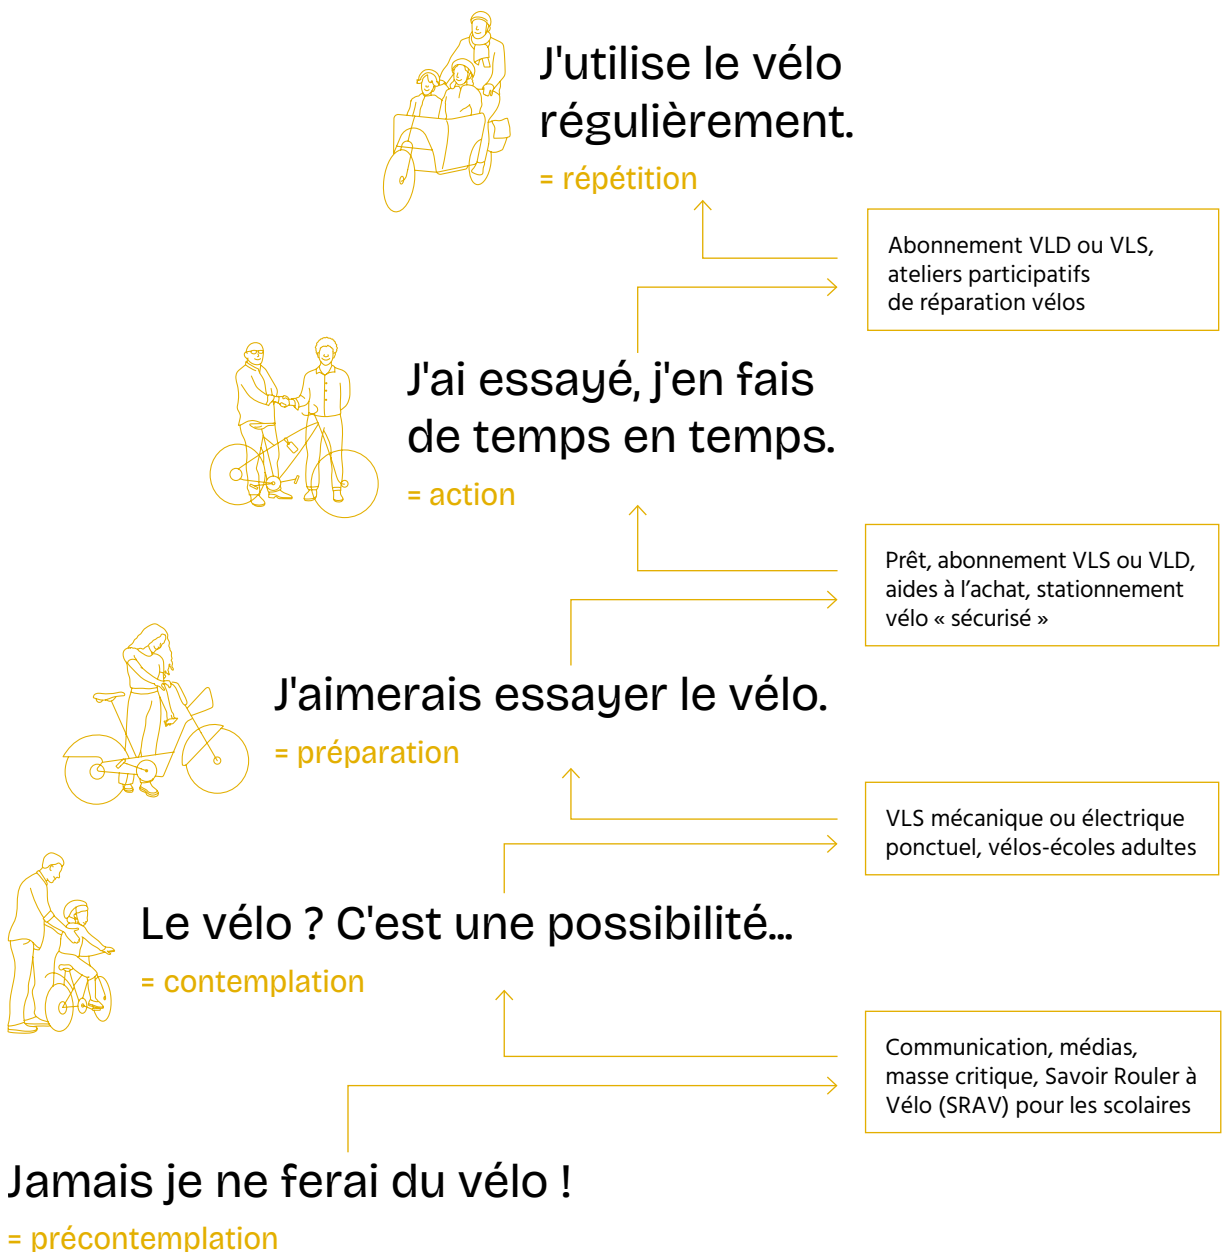 J'utilise le vélo
régulièrement.
= répétition
Abonnement VLD ou VLS,
ateliers participatifs
de réparation vélos
J'ai essayé, j'en fais
de temps en temps.
= action
Prêt, abonnement VLS ou VLD,
aides à l’achat, stationnement
vélo « sécurisé »
J'aimerais essayer le vélo.
= préparation
VLS mécanique ou électrique
ponctuel, vélos-écoles adultes
Le vélo ? C'est une possibilité...
= contemplation
Communication, médias,
masse critique, Savoir Rouler à
Vélo (SRAV) pour les scolaires
Jamais je ne ferai du vélo !
= précontemplation